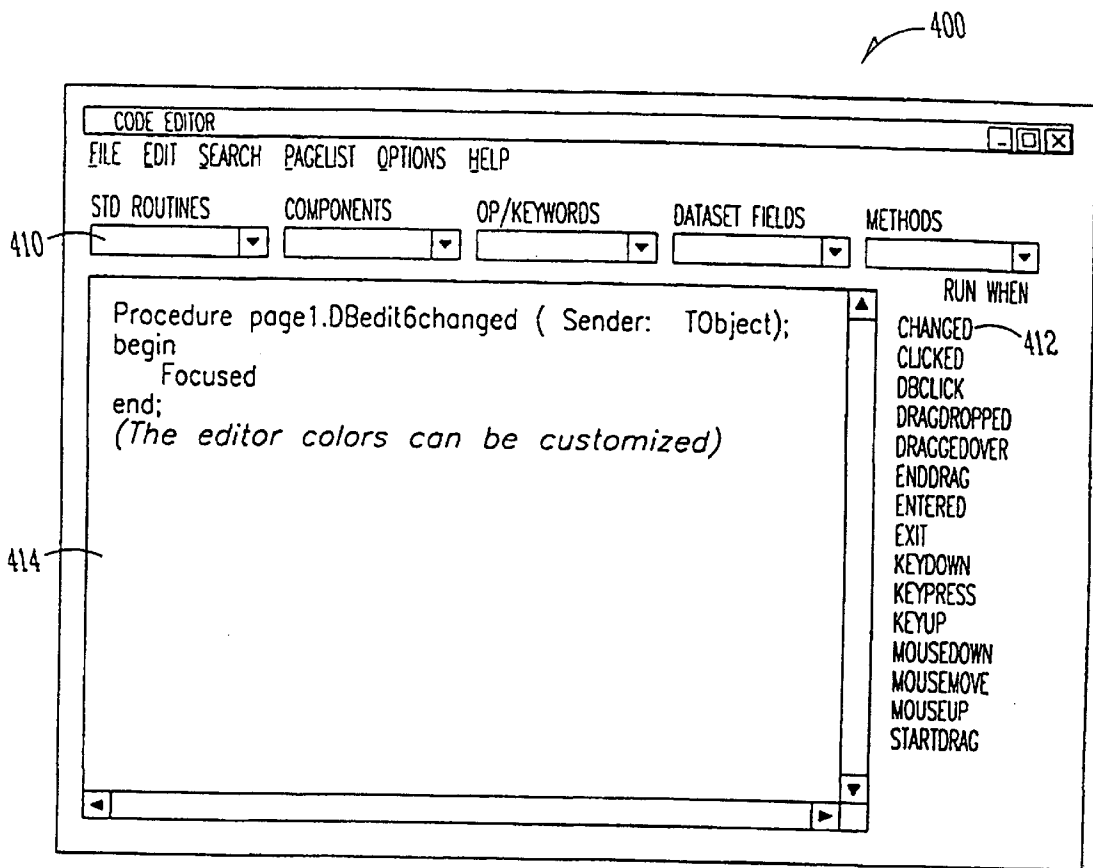 400
CODE EDITOR
FILE EDIT SEARCH PAGELIST OPTIONS HELP
STD ROUTINES COMPONENTS OP/KEYWORDS DATASET FIELDS METHODS
410
RUN WHEN
Procedure page1.DBedit6changed ( Sender: TObject);
begin
Focused
end;
(The editor colors can be customized)
414
CHANGED 412
CLICKED
DBCLICK
DRAGDROPPED
DRAGGEDOVER
ENDDRAG
ENTERED
EXIT
KEYDOWN
KEYPRESS
KEYUP
MOUSEDOWN
MOUSEMOVE
MOUSEUP
STARTDRAG